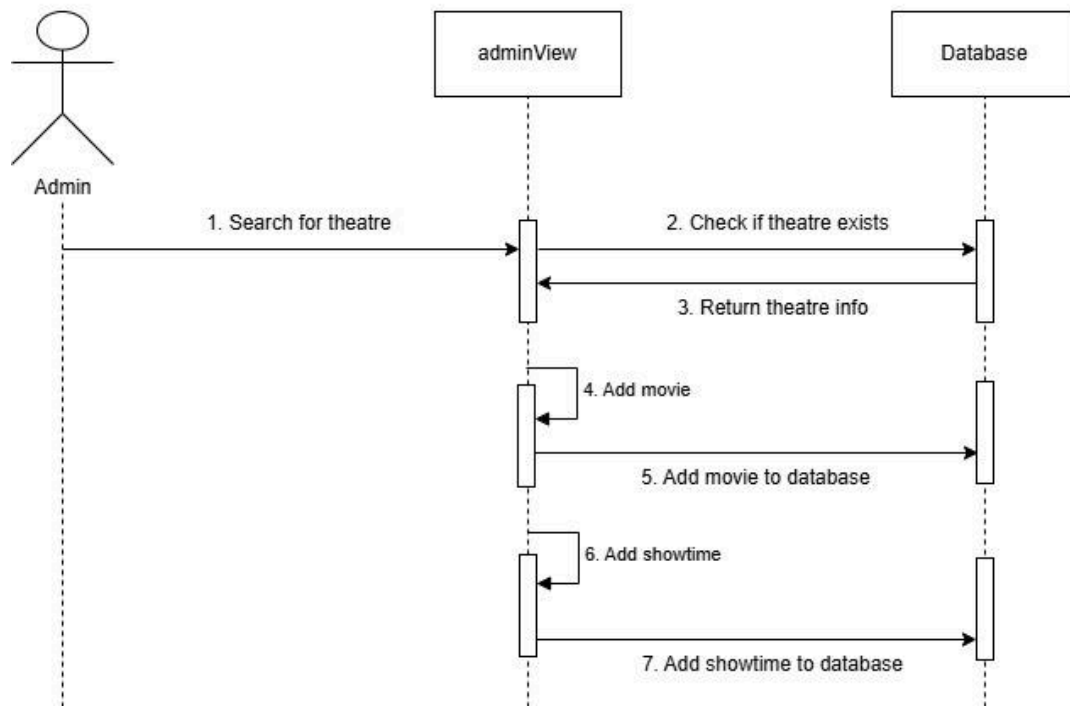 adminView
Database
Admin
1. Search for theatre
2. Check if theatre exists
3. Return theatre info
4. Add movie
5. Add movie to database
6. Add showtime
7. Add showtime to database